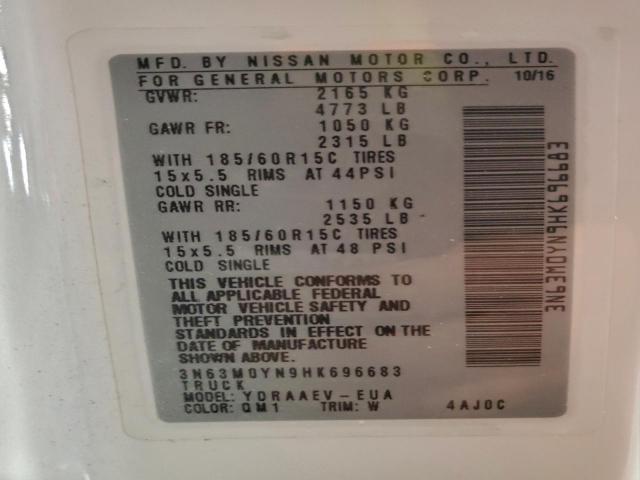 MFD. BY NISSAN MOTOR CO., LTD.
FOR GENERAL MOTORS CORP. 10/16
GVWR: 2165 KG
4773 LB
GAWR FR: 1050 KG
2315 LB
WITH 185/60R15C TIRES
15x5.5 RIMS AT 44PSI
COLD SINGLE
GAWR RR: 1150 KG
2535 LB
WITH 185/60R15C TIRES
15x5.5 RIMS AT 48 PSI
COLD SINGLE
THIS VEHICLE CONFORMS TO
ALL APPLICABLE FEDERAL
MOTOR VEHICLE SAFETY AND
THEFT PREVENTION
STANDARDS IN EFFECT ON THE
DATE OF MANUFACTURE
SHOWN ABOVE.
3N63M0YN9HK696683
TRUCK
MODEL: YDRAAEV-EUA
COLOR: QM1 TRIM: W 4AJ0C
3N63M0YN9HK696683